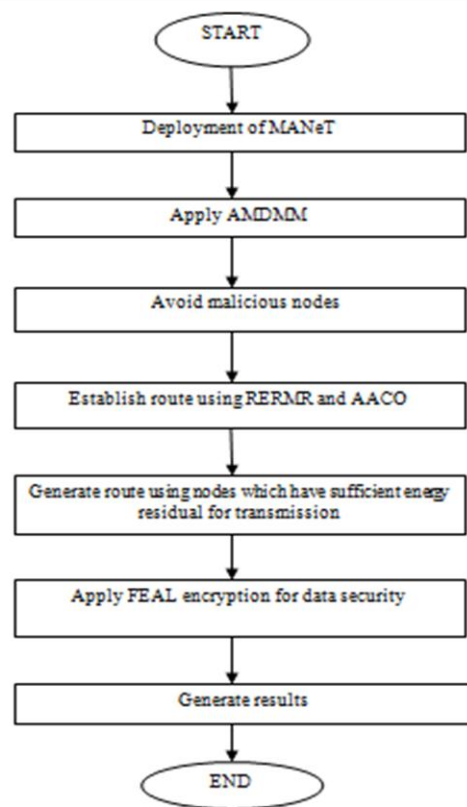 START
Deployment of MANeT
Apply AMDMM
Avoid malicious nodes
Establish route using RERMR and AACO
Generate route using nodes which have sufficient energy
residual for transmission
Apply FEAL encryption for data security
Generate results
END